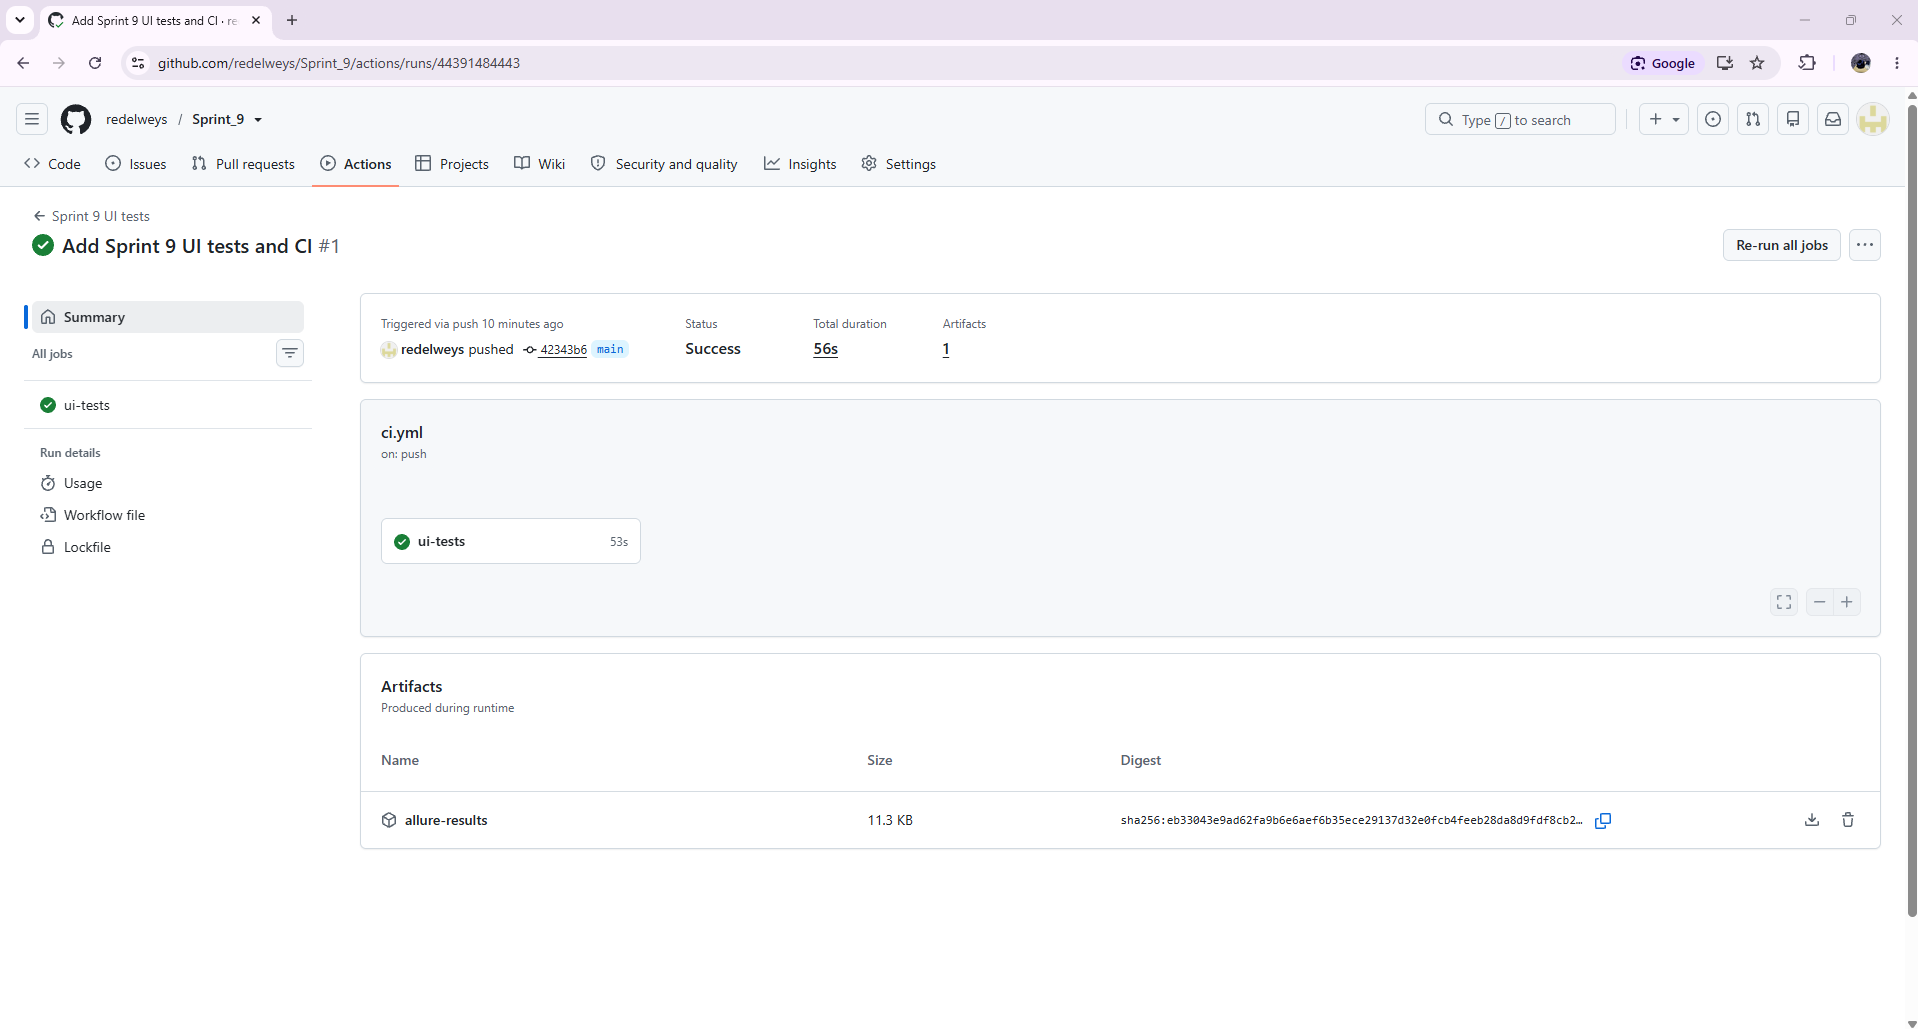 Add Sprint 9 UI tests and CI · re
github.com/redelweys/Sprint_9/actions/runs/44391484443
Google
redelweys / Sprint_9
Type / to search
Code
Issues
Pull requests
Actions
Projects
Wiki
Security and quality
Insights
Settings
Sprint 9 UI tests
Add Sprint 9 UI tests and CI #1
Re-run all jobs
Summary
All jobs
ui-tests
Run details
Usage
Workflow file
Lockfile
Triggered via push 10 minutes ago
redelweys pushed 42343b6 main
Status
Success
Total duration
56s
Artifacts
1
ci.yml
on: push
ui-tests 53s
Artifacts
Produced during runtime
Name Size Digest
allure-results 11.3 KB sha256:eb33043e9ad62fa9b6e6aef6b35ece29137d32e0fcb4feeb28da8d9fdf8cb2…